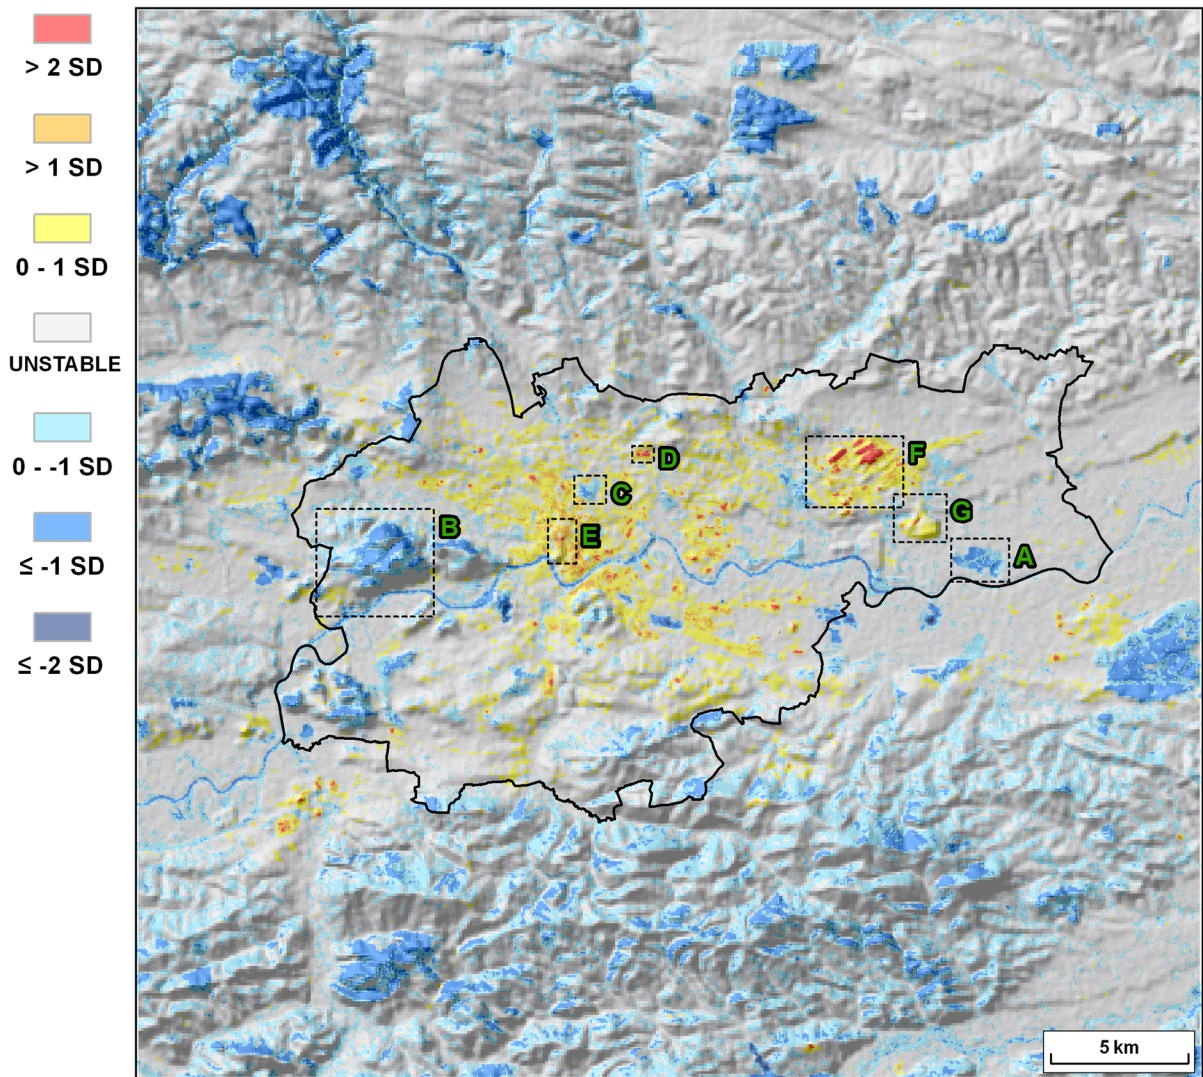 > 2 SD
> 1 SD
0 - 1 SD
UNSTABLE
0 - -1 SD
≤ -1 SD
≤ -2 SD
D
F
C
G
B
E
A
5 km